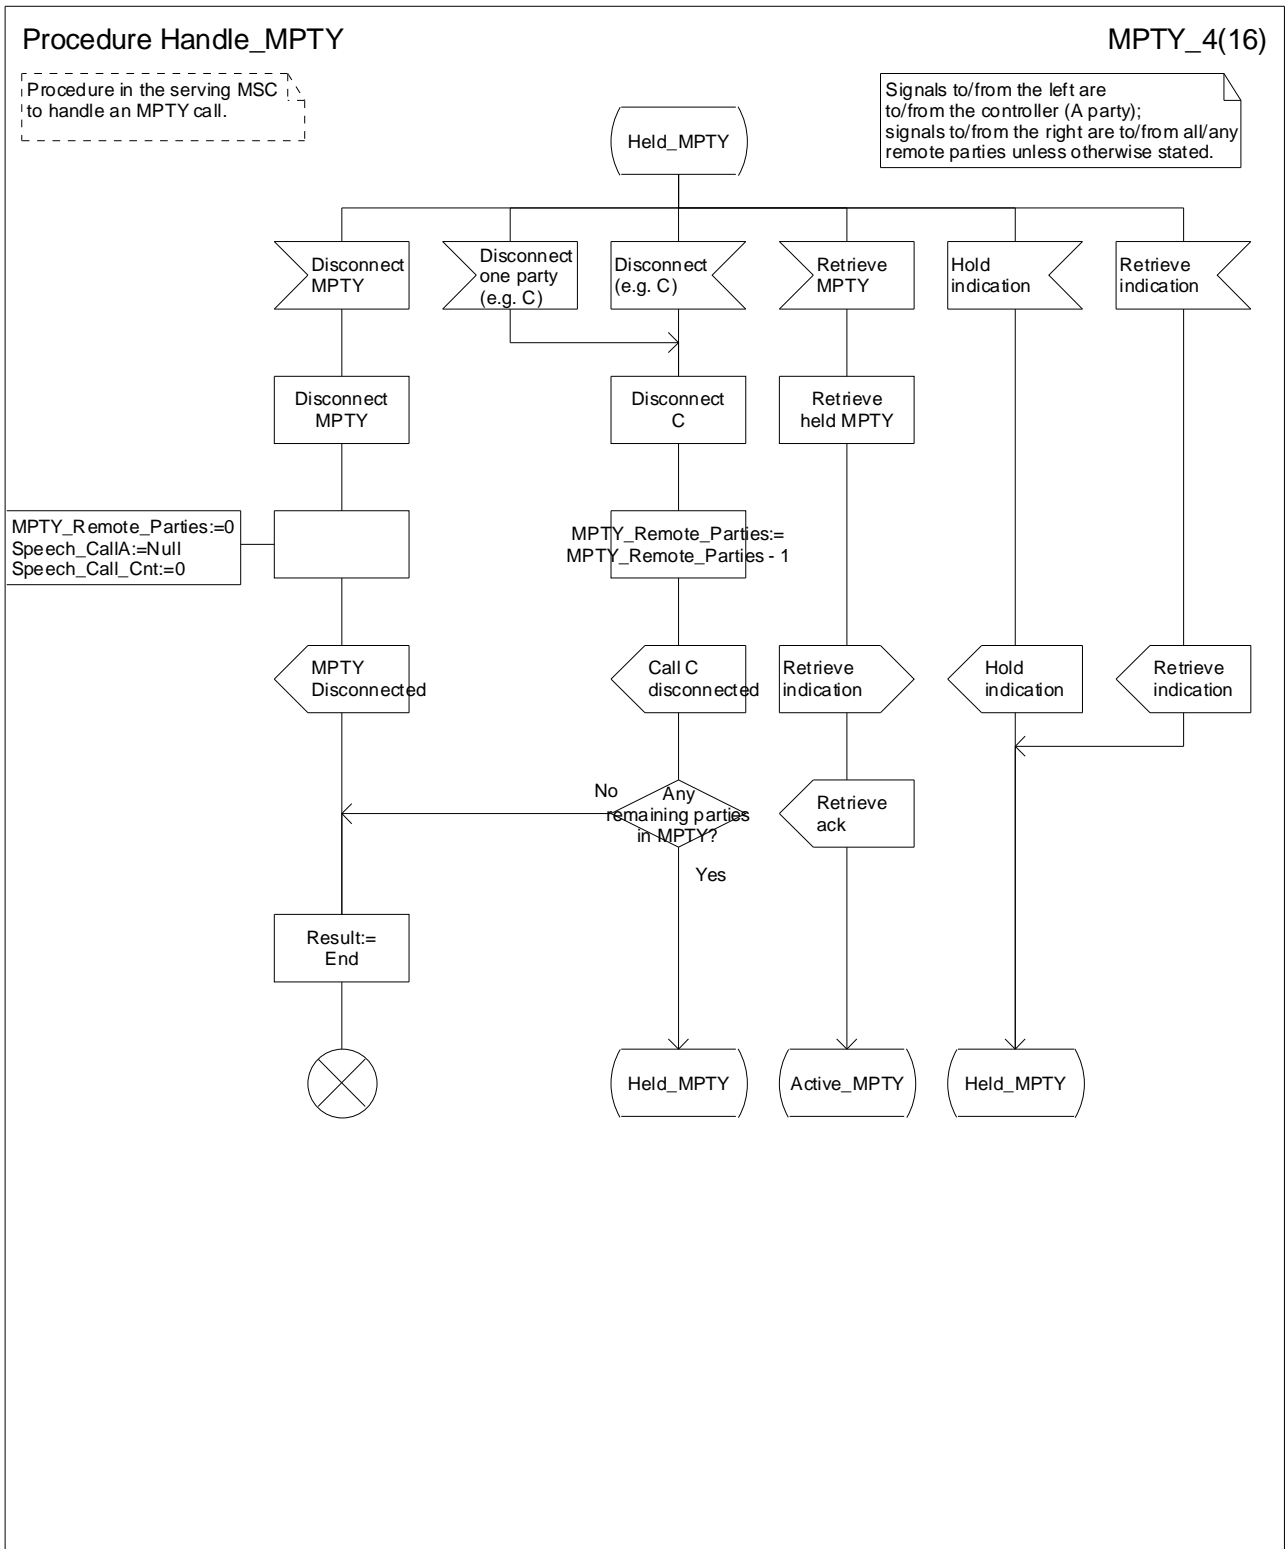 Procedure Handle_MPTY
MPTY_4(16)
Procedure in the serving MSC
to handle an MPTY call.
Signals to/from the left are
to/from the controller (A party);
signals to/from the right are to/from all/any
remote parties unless otherwise stated.
Held_MPTY
Disconnect
MPTY
Disconnect
one party
(e.g. C)
Disconnect
(e.g. C)
Retrieve
MPTY
Hold
indication
Retrieve
indication
Disconnect
MPTY
Disconnect
C
Retrieve
held MPTY
MPTY_Remote_Parties:=0
Speech_CallA:=Null
Speech_Call_Cnt:=0
MPTY_Remote_Parties:=
MPTY_Remote_Parties - 1
MPTY
Disconnected
Call C
disconnected
Retrieve
indication
Hold
indication
Retrieve
indication
No
Any
remaining parties
in MPTY?
Yes
Retrieve
ack
Result:=
End
Held_MPTY
Active_MPTY
Held_MPTY